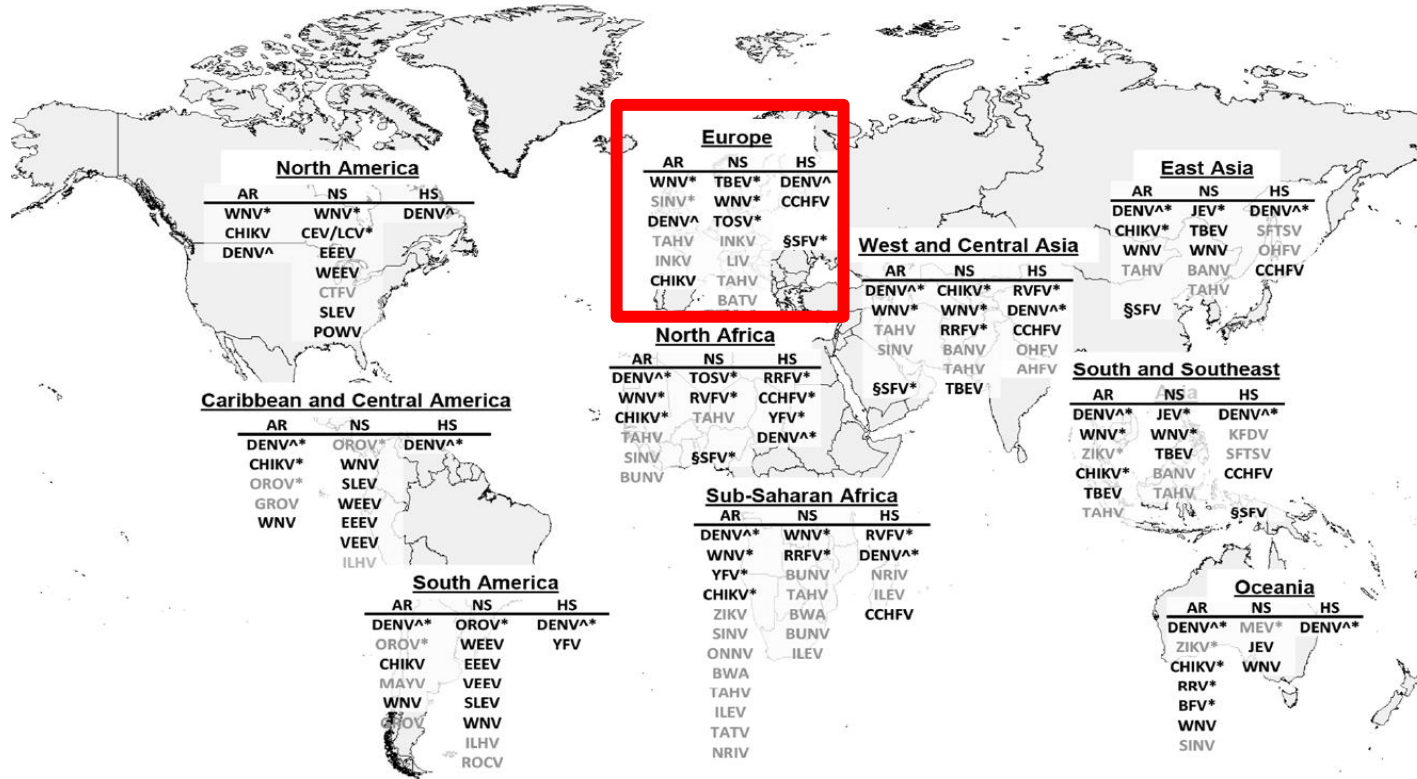 North America
AR NS HS
WNV* WNV* DENV^
CHIKV CEV/LCV*
DENV^ EEEV
WEEV
CTFV
SLEV
POWV
Europe
AR NS HS
WNV* TBEV* DENV^
SINV* WNV* CCHFV
DENV^ TOSV*
TAHV INKV §SFV*
INKV LIV
CHIKV TAHV
BATV
East Asia
AR NS HS
DENV^* JEV* DENV^*
CHIKV* TBEV SFTSV
WNV WNV OHFV
TAHV BANV CCHFV
TAHV
§SFV
West and Central Asia
AR NS HS
DENV^* CHIKV* RVFV*
WNV* WNV* DENV^*
TAHV RRFV* CCHFV
SINV BANV OHFV
TAHV AHFV
§SFV* TBEV
North Africa
AR NS HS
DENV^* TOSV* RRFV*
WNV* RVFV* CCHFV*
CHIKV* TAHV YFV*
TAHV DENV^*
SINV §SFV*
BUNV
South and Southeast
Asia
AR NS HS
DENV^* JEV* DENV^*
WNV* WNV* KFDV
ZIKV* TBEV SFTSV
CHIKV* BANV CCHFV
TBEV TAHV
TAHV §SFV
Caribbean and Central America
AR NS HS
DENV^* OROV* DENV^*
CHIKV* WNV
OROV* SLEV
GROV WEEV
WNV EEEV
VEEV
ILHV
Sub-Saharan Africa
AR NS HS
DENV^* WNV* RVFV*
WNV* RRFV* DENV^*
YFV* BUNV NRIV
CHIKV* TAHV ILEV
ZIKV BWA CCHFV
SINV BUNV
ONNV ILEV
BWA
TAHV
ILEV
TATV
NRIV
South America
AR NS HS
DENV^* OROV* DENV^*
OROV* WEEV YFV
CHIKV EEEV
MAYV VEEV
WNV SLEV
GROV WNV
ILHV
ROCV
Oceania
AR NS HS
DENV^* MEV* DENV^*
ZIKV* JEV
CHIKV* WNV
RRV*
BFV*
WNV
SINV